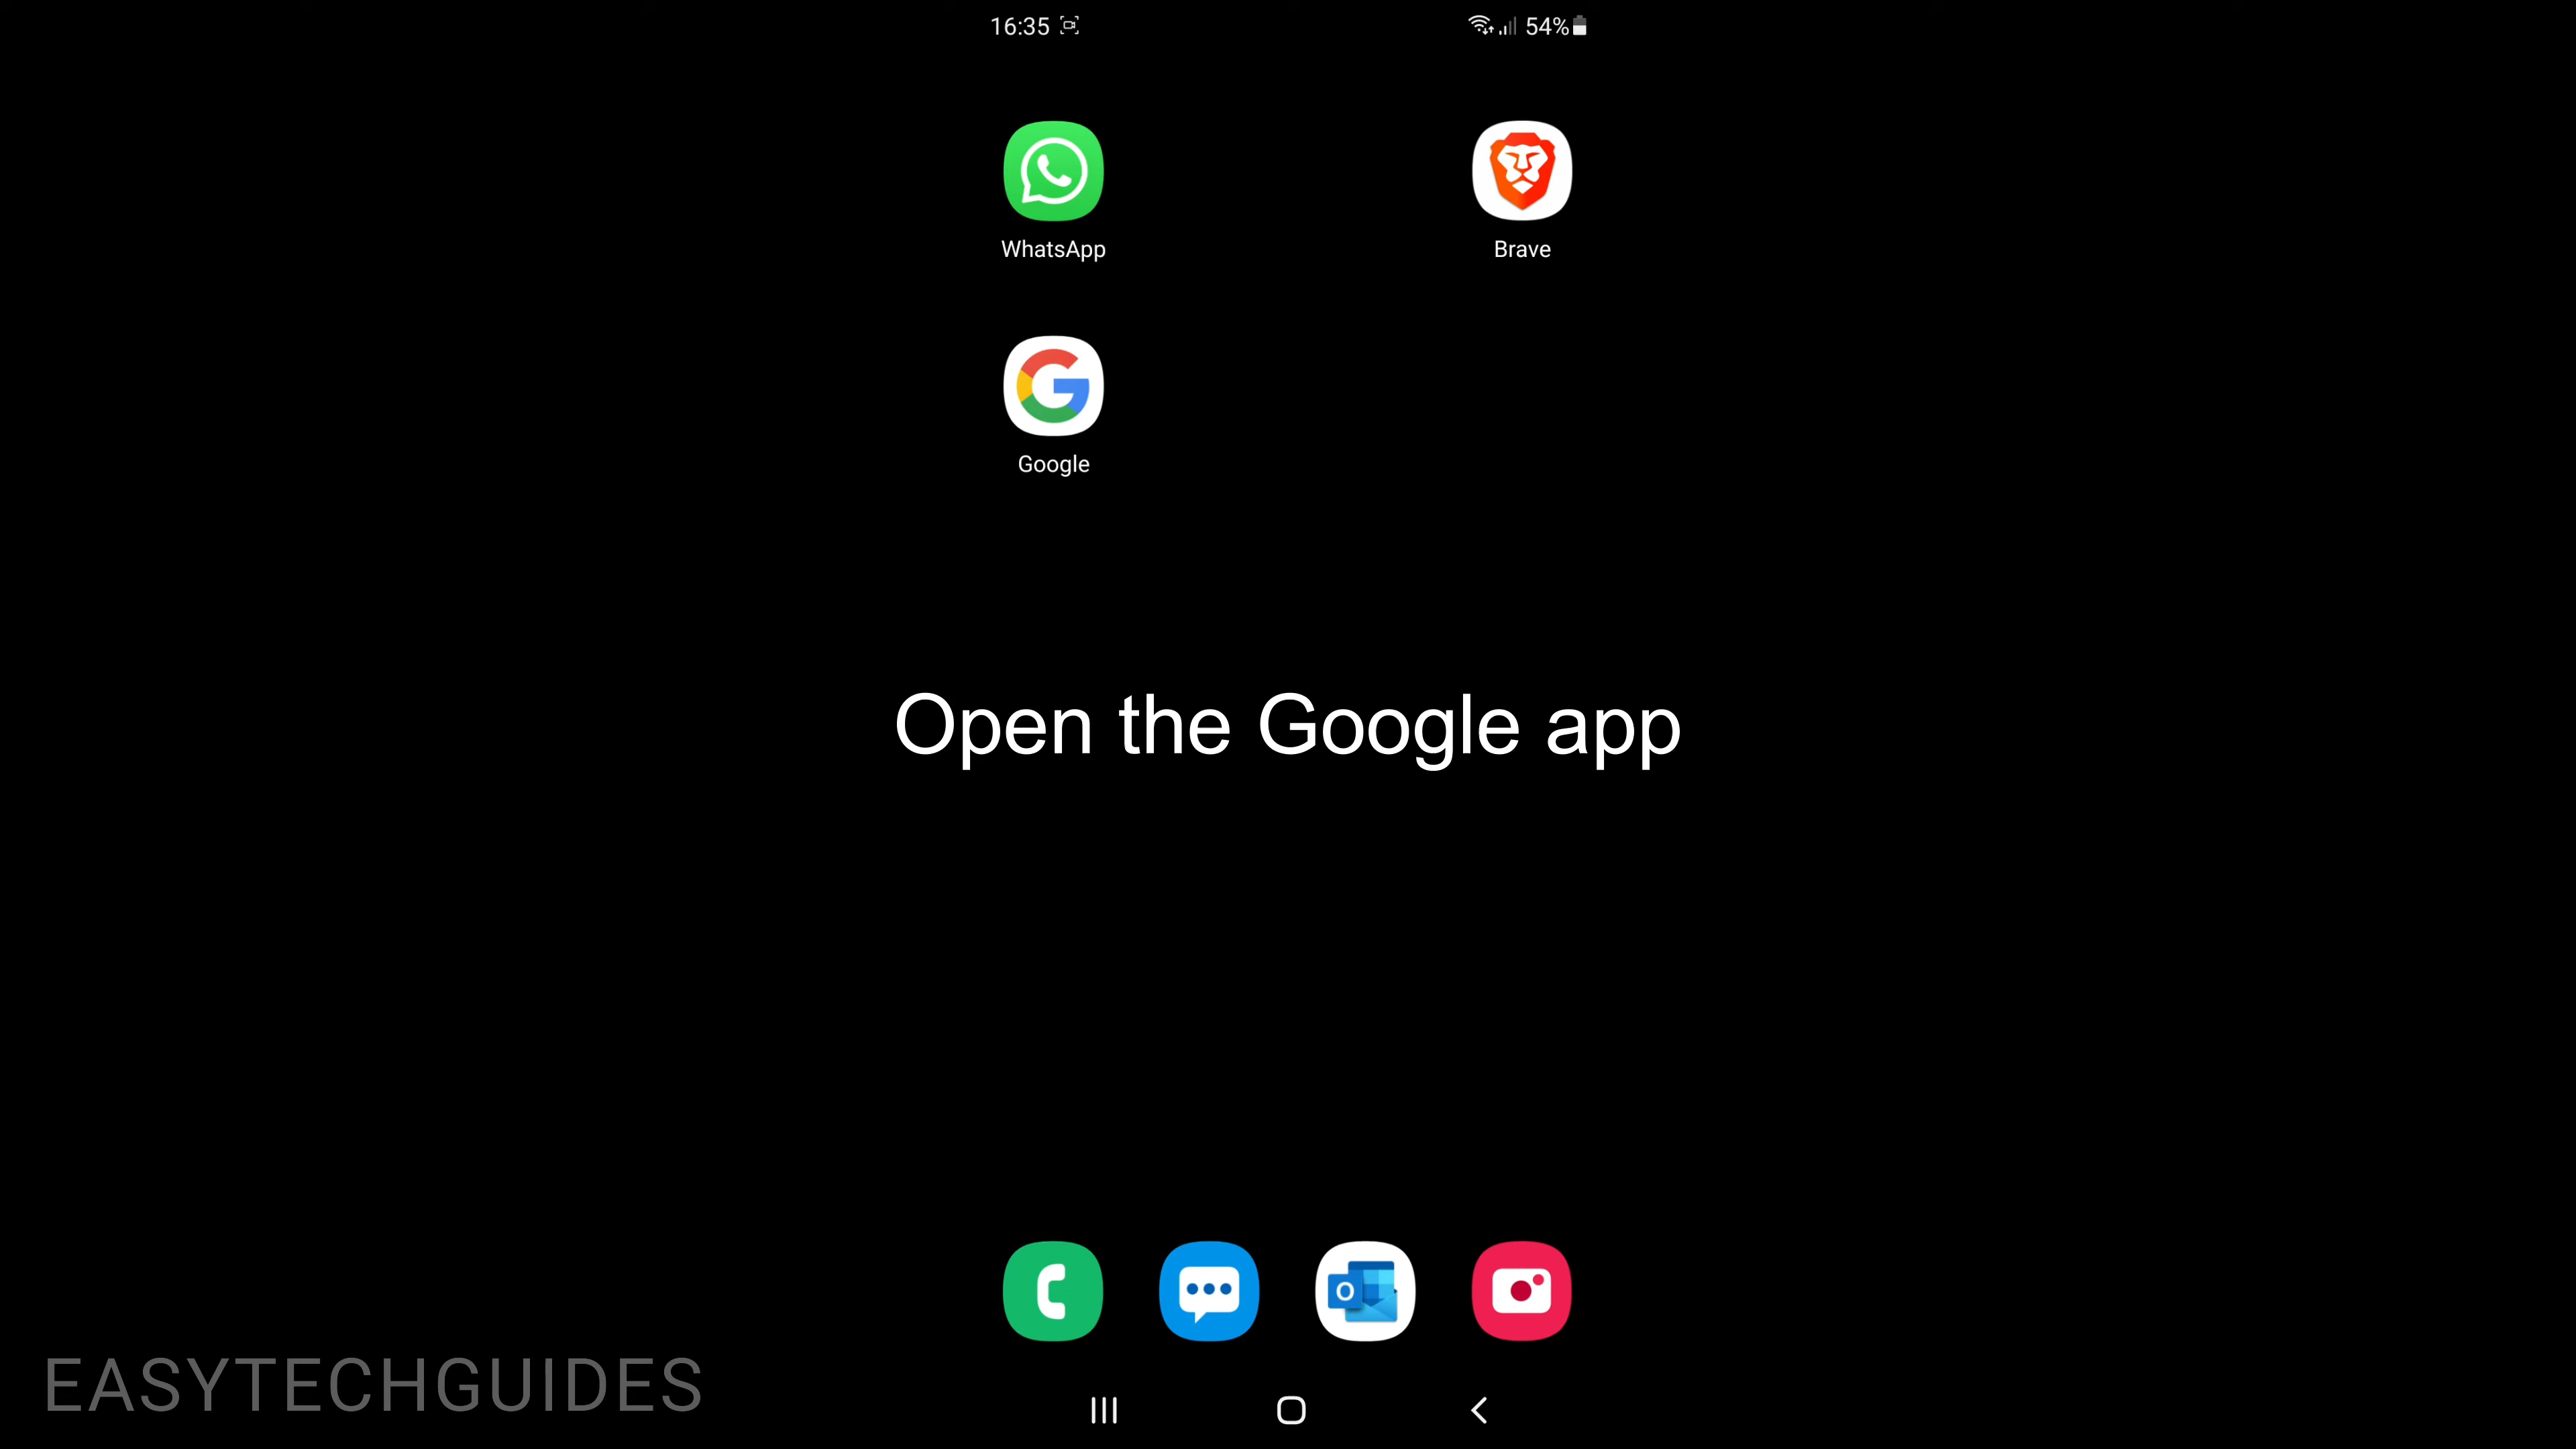 16:35 54%
WhatsApp Brave
Google
Open the Google app
EASYTECHGUIDES